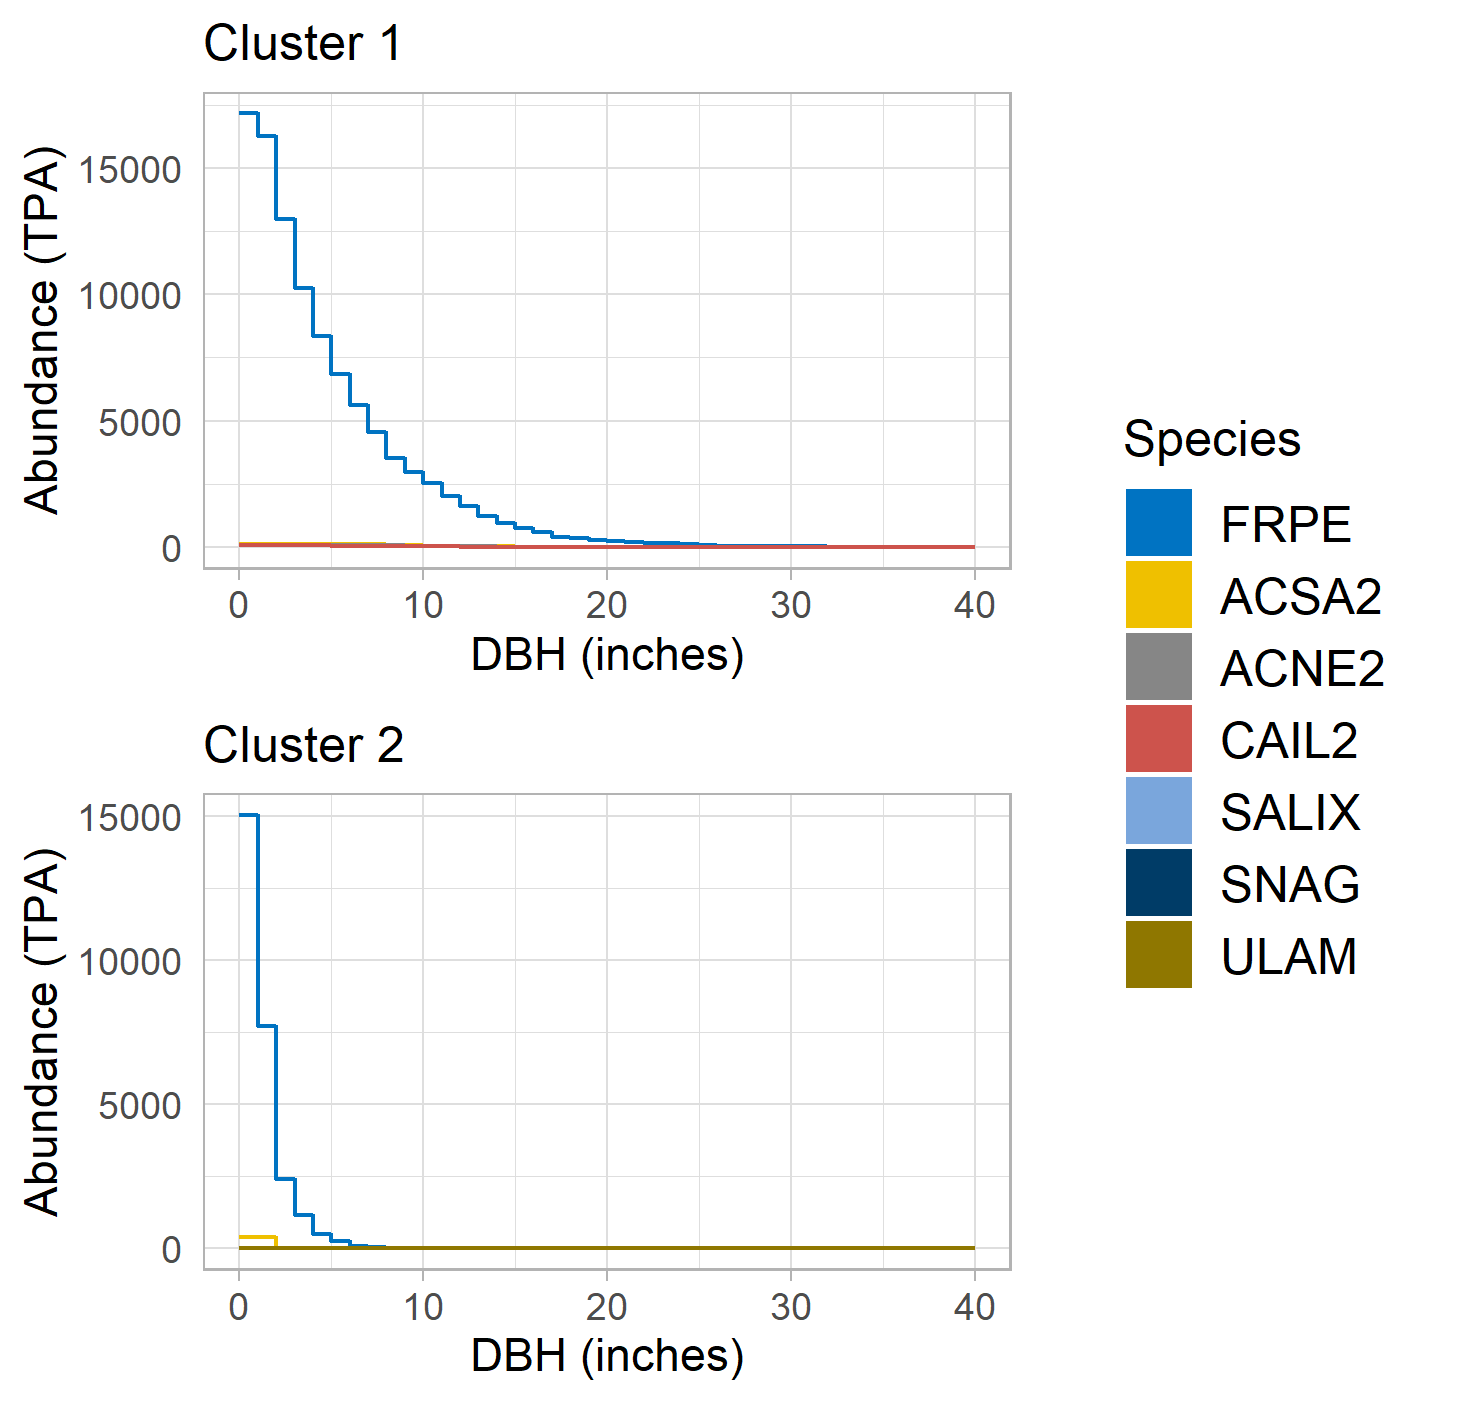 Cluster 1
Abundance (TPA)
15000
10000
5000
0
0 10 20 30 40
DBH (inches)
Cluster 2
Abundance (TPA)
15000
10000
5000
0
0 10 20 30 40
DBH (inches)
Species
FRPE
ACSA2
ACNE2
CAIL2
SALIX
SNAG
ULAM